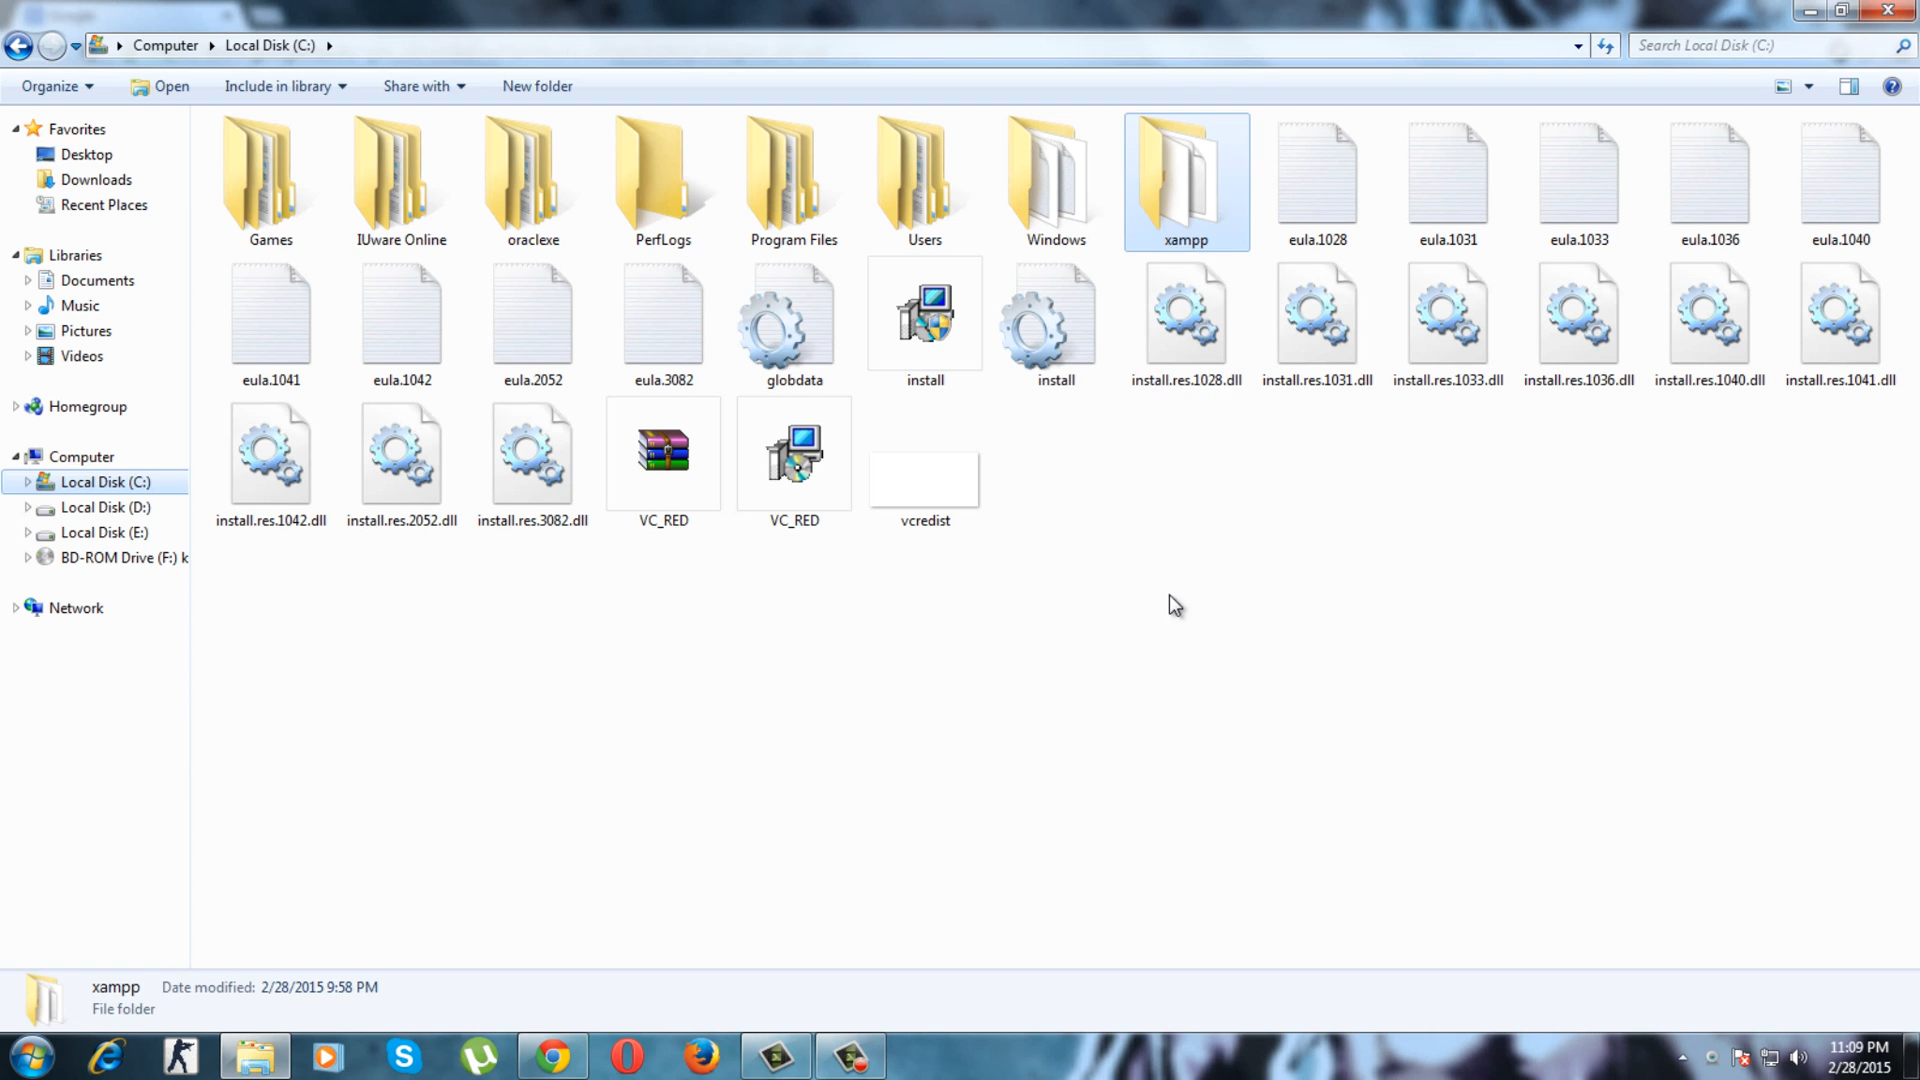 Computer Local Disk (C:)
Search Local Disk (C:)
Organize Open Include in library Share with New folder
Favorites
Desktop
Downloads
Recent Places
Libraries
Documents
Music
Pictures
Videos
Homegroup
Computer
Local Disk (C:)
Local Disk (D:)
Local Disk (E:)
BD-ROM Drive (F:) k
Network
Games IUware Online oraclexe PerfLogs Program Files Users Windows xampp eula.1028 eula.1031 eula.1033 eula.1036 eula.1040
eula.1041 eula.1042 eula.2052 eula.3082 globdata install install install.res.1028.dll install.res.1031.dll install.res.1033.dll install.res.1036.dll install.res.1040.dll install.res.1041.dll
install.res.1042.dll install.res.2052.dll install.res.3082.dll VC_RED VC_RED vcredist
xampp Date modified: 2/28/2015 9:58 PM
File folder
11:09 PM
2/28/2015